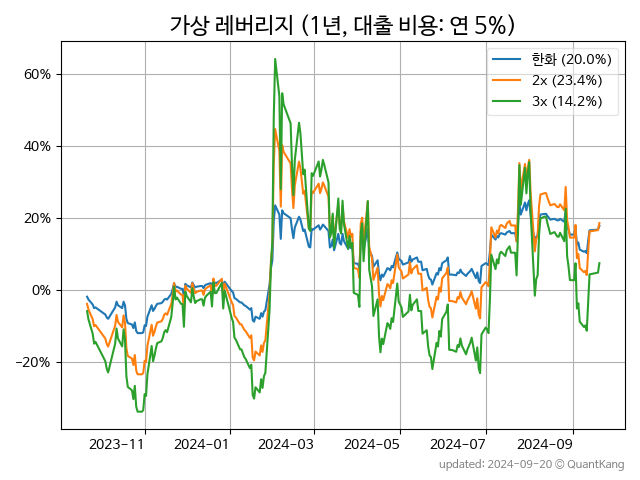 가상 레버리지 (1년, 대출 비용: 연 5%)
한화 (20.0%)
2x (23.4%)
3x (14.2%)
60%
40%
20%
0%
−20%
2023-11
2024-01
2024-03
2024-05
2024-07
2024-09
updated: 2024-09-20 © QuantKang